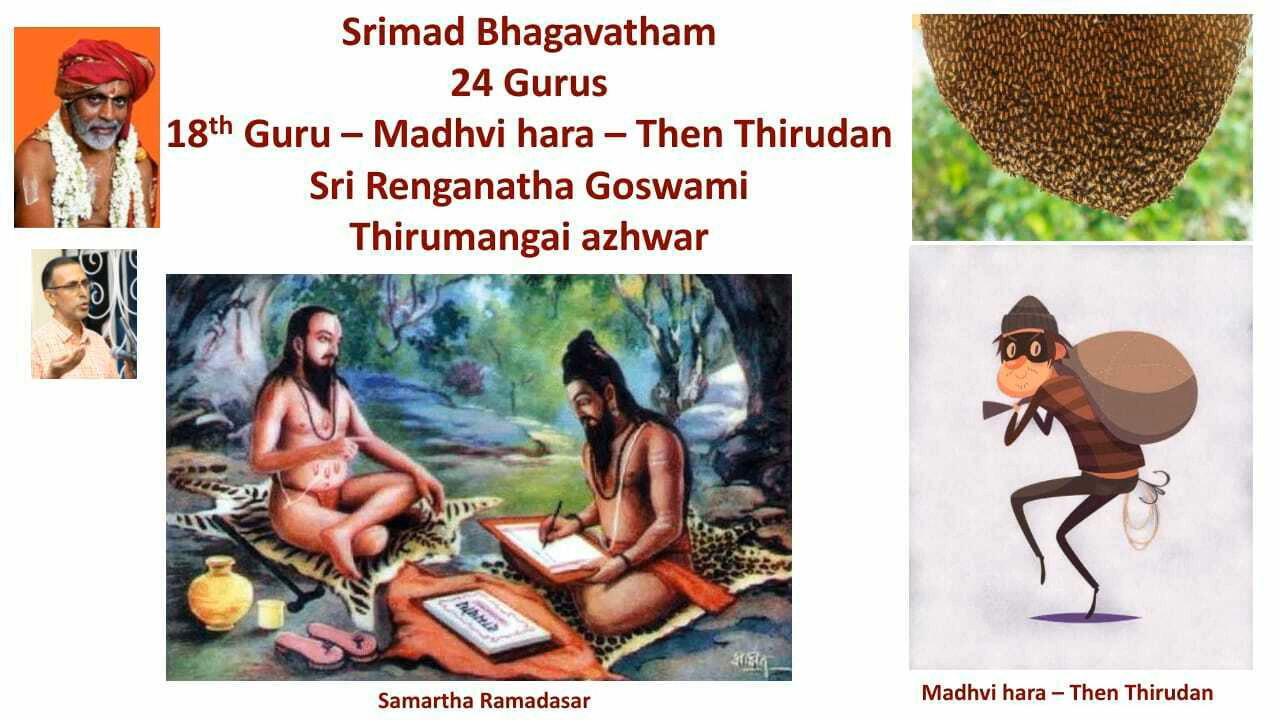 Srimad Bhagavatham
24 Gurus
18th Guru – Madhvi hara – Then Thirudan
Sri Renganatha Goswami
Thirumangai azhwar
Samartha Ramadasar
Madhvi hara – Then Thirudan